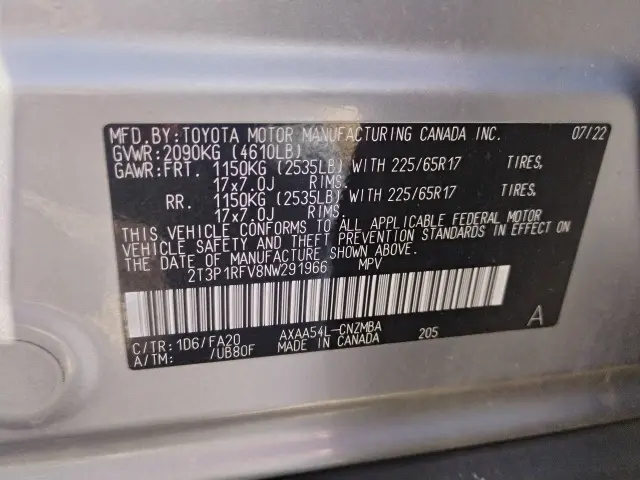 MFD.BY:TOYOTA MOTOR MANUFACTURING CANADA INC. 07/22
GVWR:2090KG (4610LB)
GAWR:FRT. 1150KG (2535LB) WITH 225/65R17 TIRES,
17x7.0J RIMS.
RR. 1150KG (2535LB) WITH 225/65R17 TIRES,
17x7.0J RIMS.
THIS VEHICLE CONFORMS TO ALL APPLICABLE FEDERAL MOTOR
VEHICLE SAFETY AND THEFT PREVENTION STANDARDS IN EFFECT ON
THE DATE OF MANUFACTURE SHOWN ABOVE.
2T3P1RFV8NW291966 MPV
C/TR:1D6/FA20 AXAA54L-CNZMBA 205 A
A/TM: /UB80F MADE IN CANADA